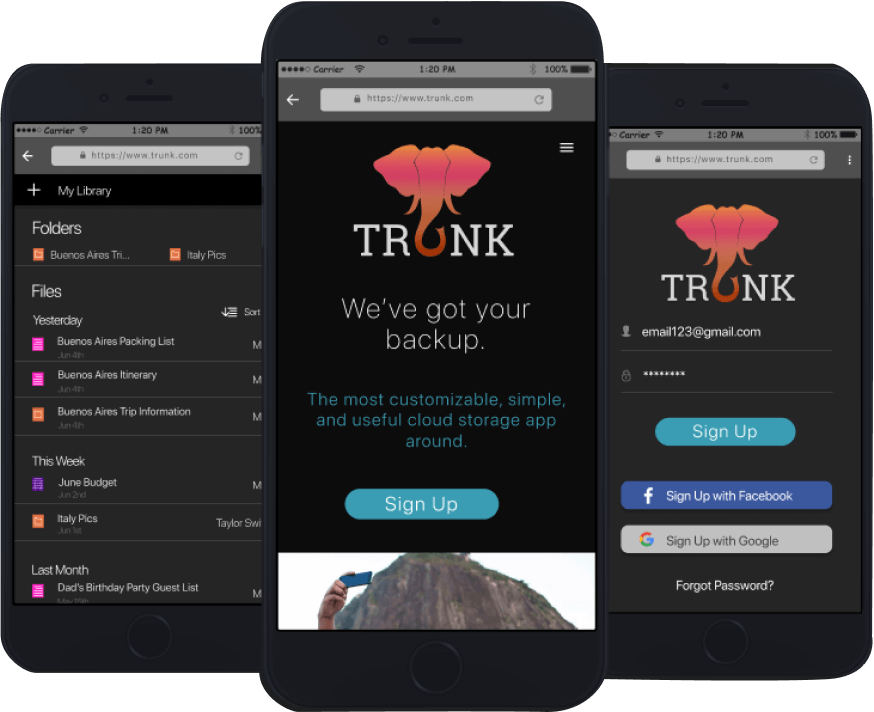 Carrier 1:20 PM 100%
https://www.trunk.com
My Library
Folders
Buenos Aires Tri... Italy Pics
Files
Sort
Yesterday
Buenos Aires Packing List M
Jun 4th
Buenos Aires Itinerary M
Jun 4th
Buenos Aires Trip Information M
Jun 4th
This Week
June Budget M
Jun 2nd
Italy Pics Taylor Swi
Jun 1st
Last Month
Dad's Birthday Party Guest List M
May 15th
Carrier 1:20 PM 100%
https://www.trunk.com
TRUNK
We've got your
backup.
The most customizable, simple,
and useful cloud storage app
around.
Sign Up
Carrier 1:20 PM 100%
https://www.trunk.com
TRUNK
email123@gmail.com
********
Sign Up
f Sign Up with Facebook
G Sign Up with Google
Forgot Password?